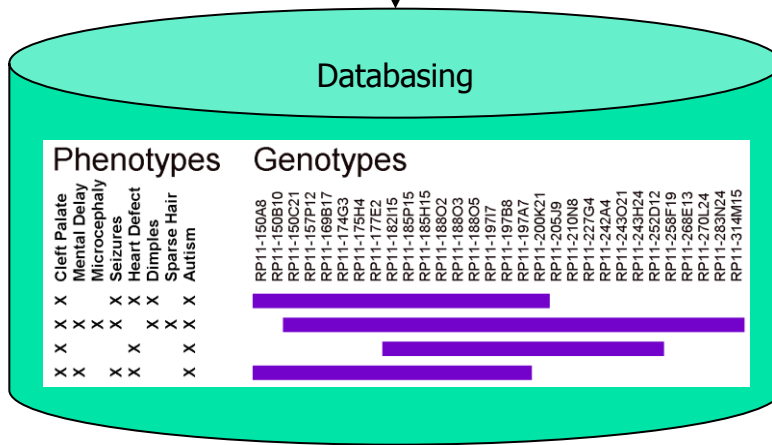 Databasing
Phenotypes
Genotypes
Cleft Palate
Mental Delay
Microcephaly
Seizures
Heart Defect
Dimples
Sparse Hair
Autism
RP11-150A8
RP11-150B10
RP11-150C21
RP11-157P12
RP11-169B17
RP11-174G3
RP11-175H4
RP11-177E2
RP11-182I15
RP11-185P15
RP11-185H15
RP11-188O2
RP11-188O3
RP11-188O5
RP11-197I7
RP11-197B8
RP11-197A7
RP11-200K21
RP11-205J9
RP11-210N8
RP11-227G4
RP11-242A4
RP11-243O21
RP11-243H24
RP11-252D12
RP11-258F19
RP11-268E13
RP11-270L24
RP11-283N24
RP11-314M15
X X X X X
X X X X X X X
X X X
X X X X X